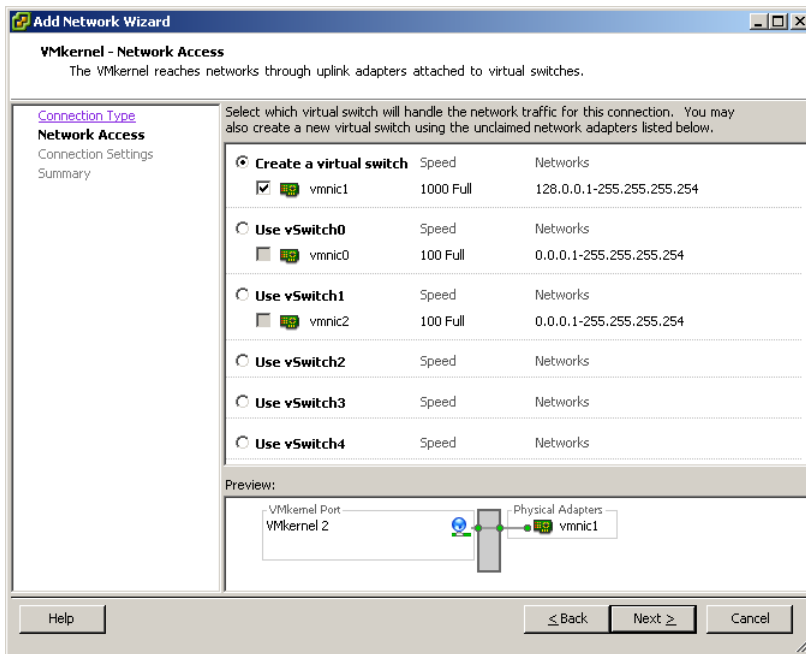 Add Network Wizard
VMkernel - Network Access
The VMkernel reaches networks through uplink adapters attached to virtual switches.
Connection Type
Network Access
Connection Settings
Summary
Select which virtual switch will handle the network traffic for this connection. You may
also create a new virtual switch using the unclaimed network adapters listed below.
Create a virtual switch Speed Networks
vmnic1 1000 Full 128.0.0.1-255.255.255.254
Use vSwitch0 Speed Networks
vmnic0 100 Full 0.0.0.1-255.255.255.254
Use vSwitch1 Speed Networks
vmnic2 100 Full 0.0.0.1-255.255.255.254
Use vSwitch2 Speed Networks
Use vSwitch3 Speed Networks
Use vSwitch4 Speed Networks
Preview:
VMkernel Port Physical Adapters
VMkernel 2 vmnic1
Help < Back Next > Cancel